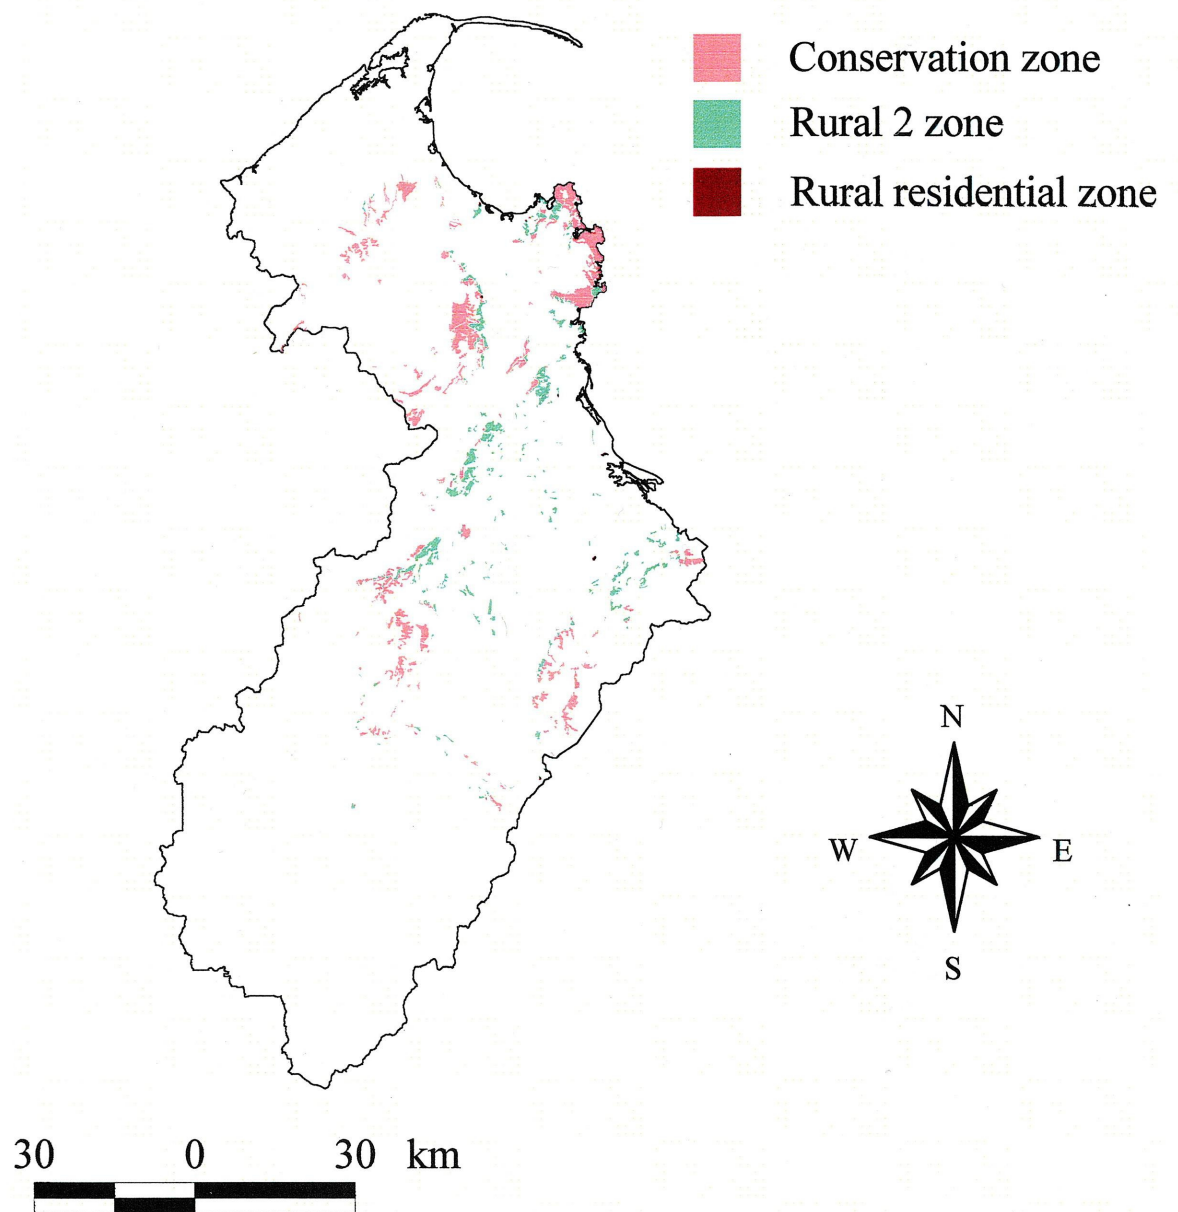 Conservation zone
Rural 2 zone
Rural residential zone
N
W E
S
30 0 30 km